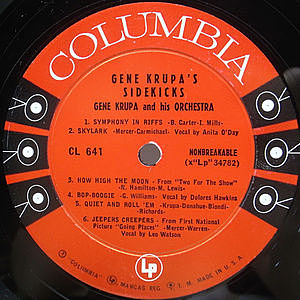 COLUMBIA
GENE KRUPA'S
SIDEKICKS
GENE KRUPA and his ORCHESTRA
1. SYMPHONY IN RIFFS -B. Carter-I. Mills-
2. SKYLARK -Mercer-Carmichael- Vocal by Anita O'Day
CL 641
NONBREAKABLE
(x"Lp" 34782)
3. HOW HIGH THE MOON - From "Two For The Show"
-N. Hamilton-M. Lewis-
4. BOP-BOOGIE -G. Williams- Vocal by Dolores Hawkins
5. QUIET AND ROLL 'EM -Krupa-Donahue-Biondi-
-Richards-
6. JEEPERS CREEPERS - From First National
Picture "Going Places" -Mercer-Warren-
Vocal by Leo Watson
"COLUMBIA"
MARCAS REG.
T. M.
MADE IN U.S.A.
LP